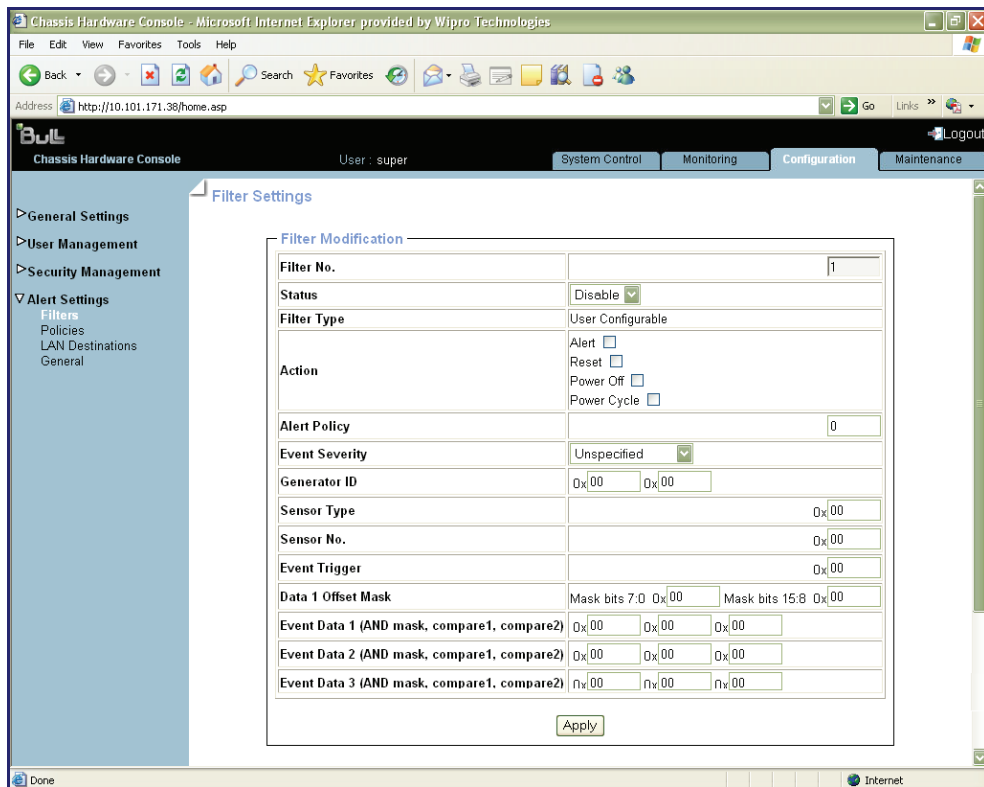 Chassis Hardware Console - Microsoft Internet Explorer provided by Wipro Technologies
File Edit View Favorites Tools Help
Back Search Favorites
Address http://10.101.171.38/home.asp Go Links »
Bull
Logout
Chassis Hardware Console User : super System Control Monitoring Configuration Maintenance
General Settings
User Management
Security Management
Alert Settings
Filters
Policies
LAN Destinations
General
Filter Settings
Filter Modification
Filter No. 1
Status Disable
Filter Type User Configurable
Action
Alert
Reset
Power Off
Power Cycle
Alert Policy 0
Event Severity Unspecified
Generator ID 0x 00 0x 00
Sensor Type 0x 00
Sensor No. 0x 00
Event Trigger 0x 00
Data 1 Offset Mask Mask bits 7:0 0x 00 Mask bits 15:8 0x 00
Event Data 1 (AND mask, compare1, compare2) 0x 00 0x 00 0x 00
Event Data 2 (AND mask, compare1, compare2) 0x 00 0x 00 0x 00
Event Data 3 (AND mask, compare1, compare2) 0x 00 0x 00 0x 00
Apply
Done Internet